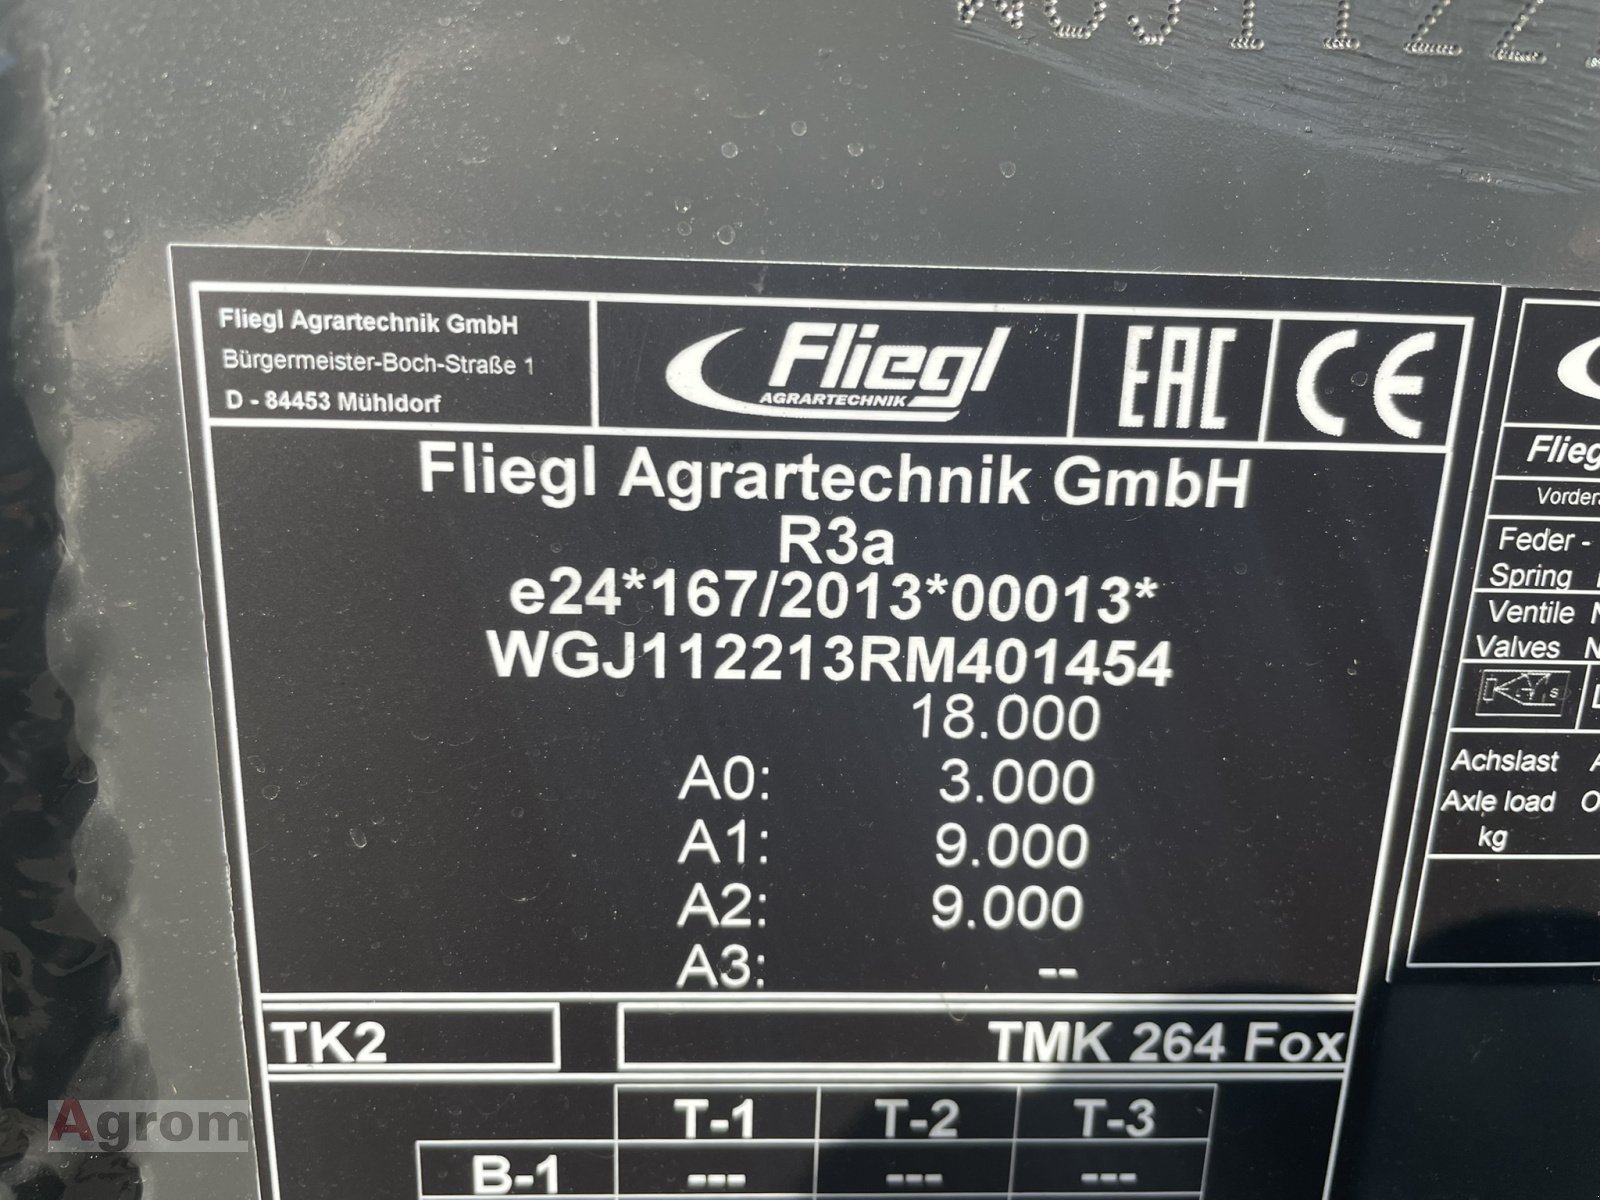 Fliegl Agrartechnik GmbH
Bürgermeister-Boch-Straße 1
D - 84453 Mühldorf
Fliegl
AGRARTECHNIK
EAC
CE
Fliegl Agrartechnik GmbH
R3a
e24*167/2013*00013*
WGJ112213RM401454
18.000
A0: 3.000
A1: 9.000
A2: 9.000
A3: --
TK2
TMK 264 Fox
T-1 T-2 T-3
B-1 --- --- ---
Feder -
Spring
Ventile
Valves
Achslast
Axle load
kg
Agrom